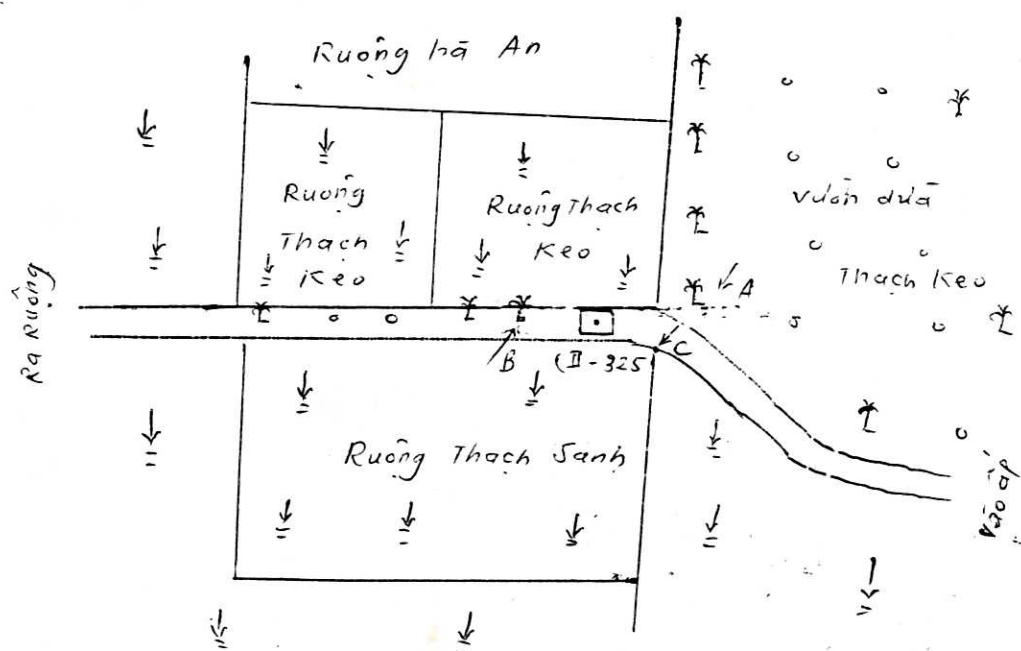 Ruộng bà An
Ruộng
Thạch
Keo
Ruộng Thạch
Keo
Vườn dừa
Thạch Keo
A
Ra Ruộng
B
(II-325
C
Ruộng Thạch Sanh
Vào ấp